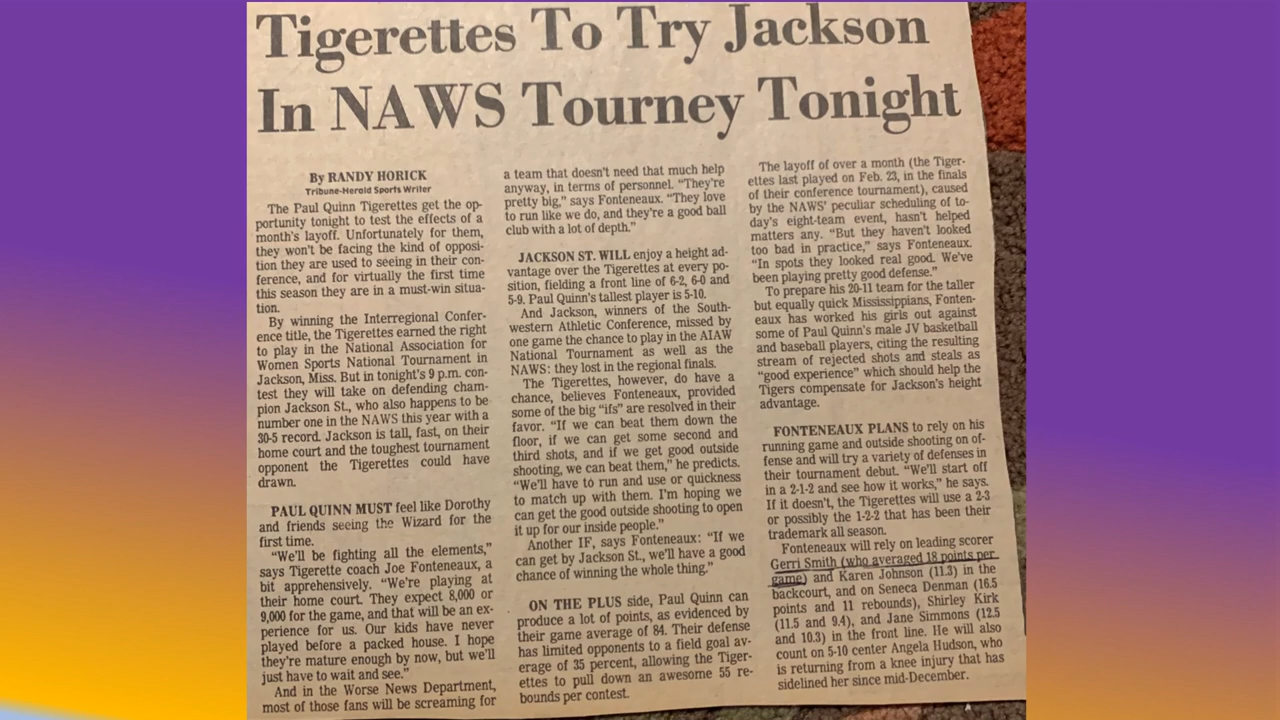 Tigerettes To Try Jackson
In NAWS Tourney Tonight
By RANDY HORICK
Tribune-Herald Sports Writer
The Paul Quinn Tigerettes get the op-
portunity tonight to test the effects of a
month's layoff. Unfortunately for them,
they won't be facing the kind of opposi-
tion they are used to seeing in their con-
ference, and for virtually the first time
this season they are in a must-win situa-
tion.
By winning the Interregional Confer-
ence title, the Tigerettes earned the right
to play in the National Association for
Women Sports National Tournament in
Jackson, Miss. But in tonight's 9 p.m. con-
test they will take on defending cham-
pion Jackson St., who also happens to be
number one in the NAWS this year with a
30-5 record. Jackson is tall, fast, on their
home court and the toughest tournament
opponent the Tigerettes could have
drawn.
PAUL QUINN MUST feel like Dorothy
and friends seeing the Wizard for the
first time.
"We'll be fighting all the elements,"
says Tigerette coach Joe Fonteneaux, a
bit apprehensively. "We're playing at
their home court. They expect 8,000 or
9,000 for the game, and that will be an ex-
perience for us. Our kids have never
played before a packed house. I hope
they're mature enough by now, but we'll
just have to wait and see."
And in the Worse News Department,
most of those fans will be screaming for
a team that doesn't need that much help
anyway, in terms of personnel. "They're
pretty big," says Fonteneaux. "They love
to run like we do, and they're a good ball
club with a lot of depth."
JACKSON ST. WILL enjoy a height ad-
vantage over the Tigerettes at every po-
sition, fielding a front line of 6-2, 6-0 and
5-9. Paul Quinn's tallest player is 5-10.
And Jackson, winners of the South-
western Athletic Conference, missed by
one game the chance to play in the AIAW
National Tournament as well as the
NAWS: they lost in the regional finals.
The Tigerettes, however, do have a
chance, believes Fonteneaux, provided
some of the big "ifs" are resolved in their
favor. "If we can beat them down the
floor, if we can get some second and
third shots, and if we get good outside
shooting, we can beat them," he predicts.
"We'll have to run and use or quickness
to match up with them. I'm hoping we
can get the good outside shooting to open
it up for our inside people."
Another IF, says Fonteneaux: "If we
can get by Jackson St., we'll have a good
chance of winning the whole thing."
ON THE PLUS side, Paul Quinn can
produce a lot of points, as evidenced by
their game average of 84. Their defense
has limited opponents to a field goal av-
erage of 35 percent, allowing the Tiger-
ettes to pull down an awesome 55 re-
bounds per contest.
The layoff of over a month (the Tiger-
ettes last played on Feb. 23, in the finals
of their conference tournament), caused
by the NAWS' peculiar scheduling of to-
day's eight-team event, hasn't helped
matters any. "But they haven't looked
too bad in practice," says Fonteneaux.
"In spots they looked real good. We've
been playing pretty good defense."
To prepare his 20-11 team for the taller
but equally quick Mississippians, Fonten-
eaux has worked his girls out against
some of Paul Quinn's male JV basketball
and baseball players, citing the resulting
stream of rejected shots and steals as
"good experience" which should help the
Tigers compensate for Jackson's height
advantage.
FONTENEAUX PLANS to rely on his
running game and outside shooting on of-
fense and will try a variety of defenses in
their tournament debut. "We'll start off
in a 2-1-2 and see how it works," he says.
If it doesn't, the Tigerettes will use a 2-3
or possibly the 1-2-2 that has been their
trademark all season.
Fonteneaux will rely on leading scorer
Gerri Smith (who averaged 18 points per
game) and Karen Johnson (11.3) in the
backcourt, and on Seneca Denman (16.5
points and 11 rebounds), Shirley Kirk
(11.5 and 9.4), and Jane Simmons (12.5
and 10.3) in the front line. He will also
count on 5-10 center Angela Hudson, who
is returning from a knee injury that has
sidelined her since mid-December.